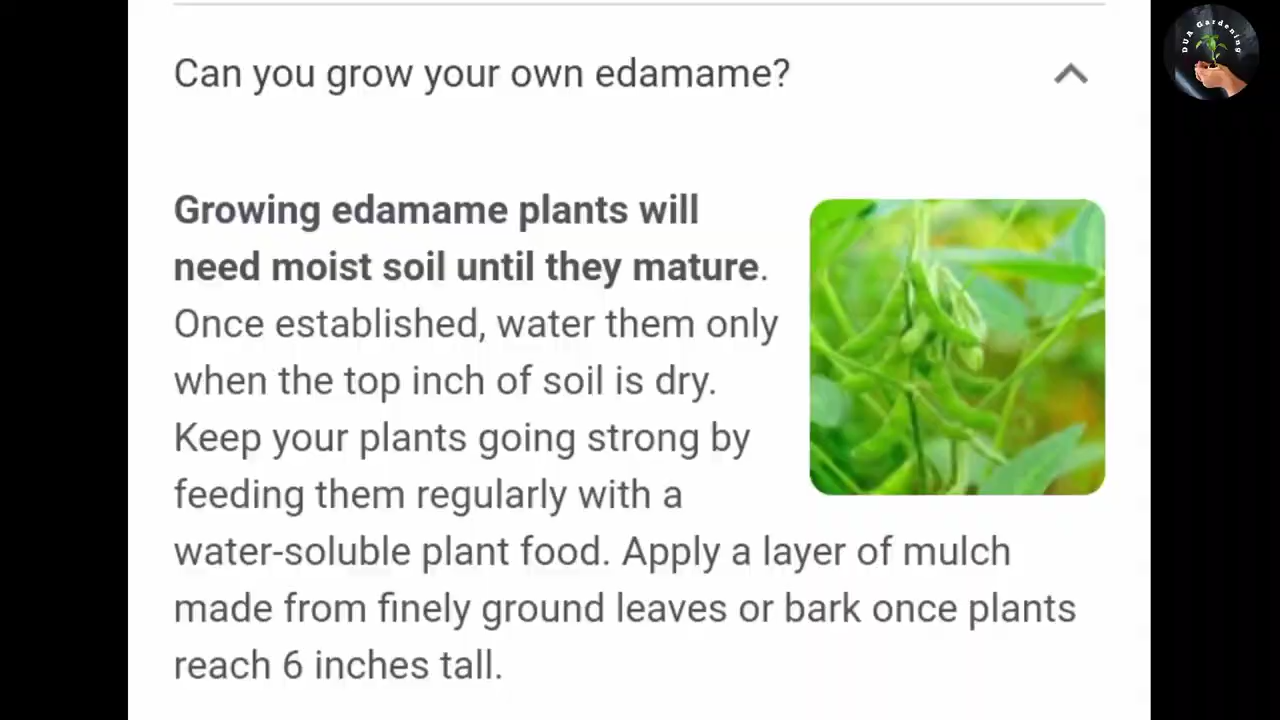 DUA Gardening
Can you grow your own edamame?
Growing edamame plants will
need moist soil until they mature.
Once established, water them only
when the top inch of soil is dry.
Keep your plants going strong by
feeding them regularly with a
water-soluble plant food. Apply a layer of mulch
made from finely ground leaves or bark once plants
reach 6 inches tall.